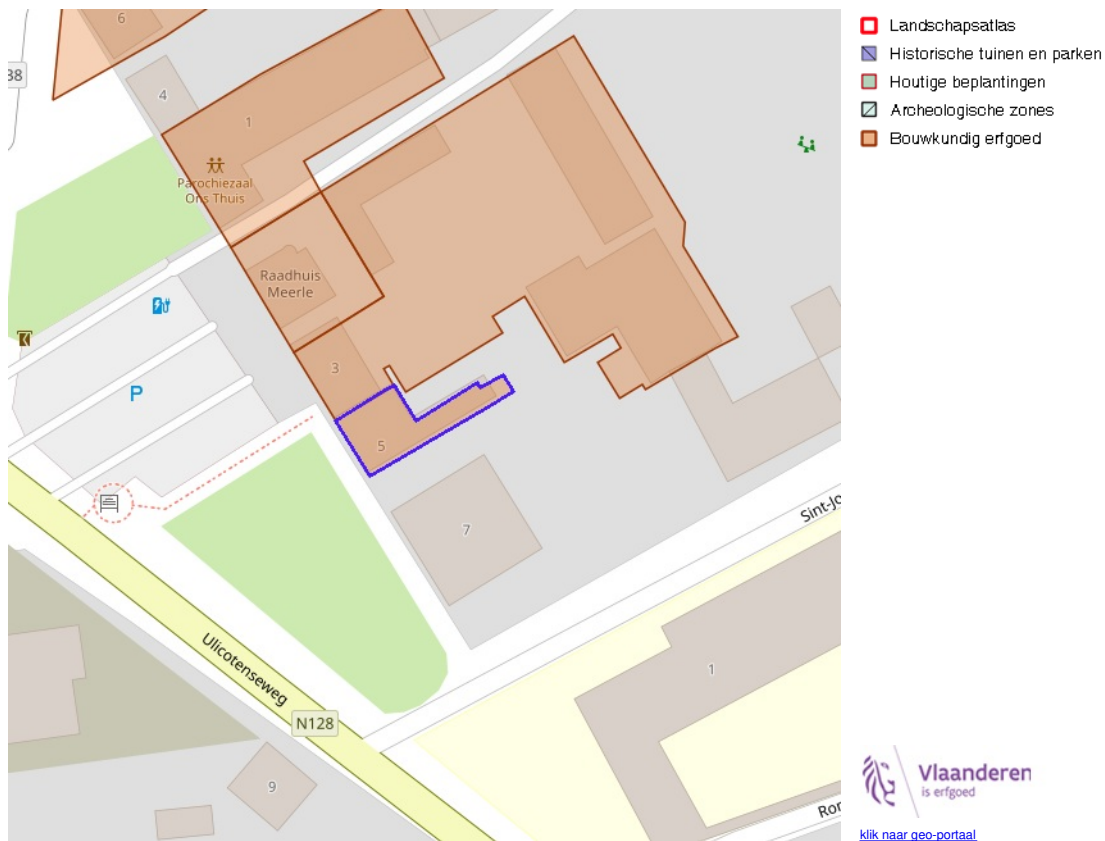 6
38
4
1
Parochiezaal
Ons Thuis
Raadhuis
Meerle
3
P
5
7
Sint-Jo
Ulicotenseweg
N128
1
9
Ror
Landschapsatlas
Historische tuinen en parken
Houtige beplantingen
Archeologische zones
Bouwkundig erfgoed
Vlaanderen
is erfgoed
klik naar geo-portaal